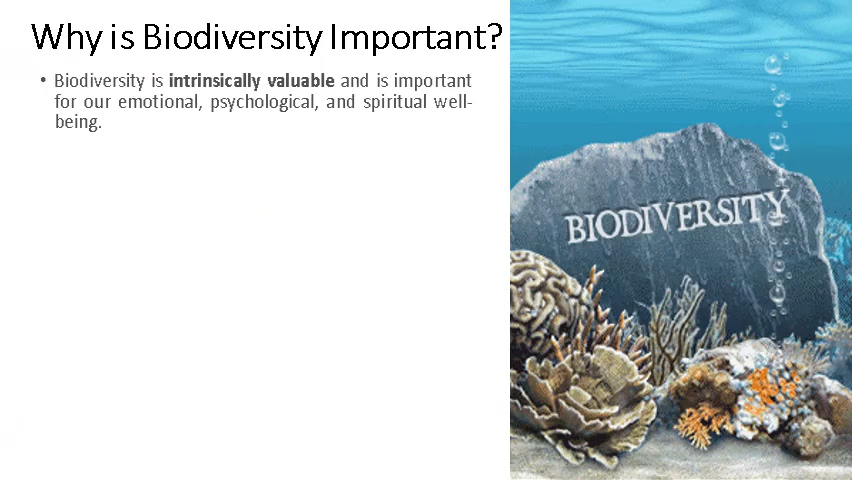 Why is Biodiversity Important?
• Biodiversity is intrinsically valuable and is important
for our emotional, psychological, and spiritual well-
being.
BIODIVERSITY